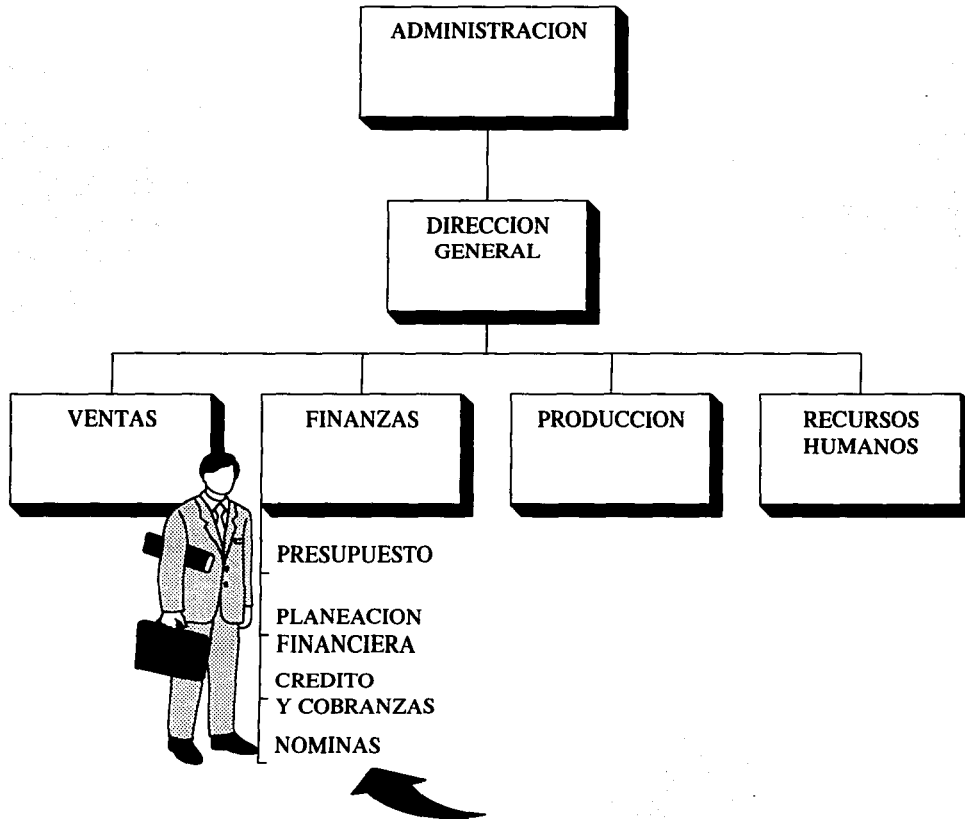 ADMINISTRACION
DIRECCION
GENERAL
VENTAS
FINANZAS
PRODUCCION
RECURSOS
HUMANOS
PRESUPUESTO
PLANEACION
FINANCIERA
CREDITO
Y COBRANZAS
NOMINAS